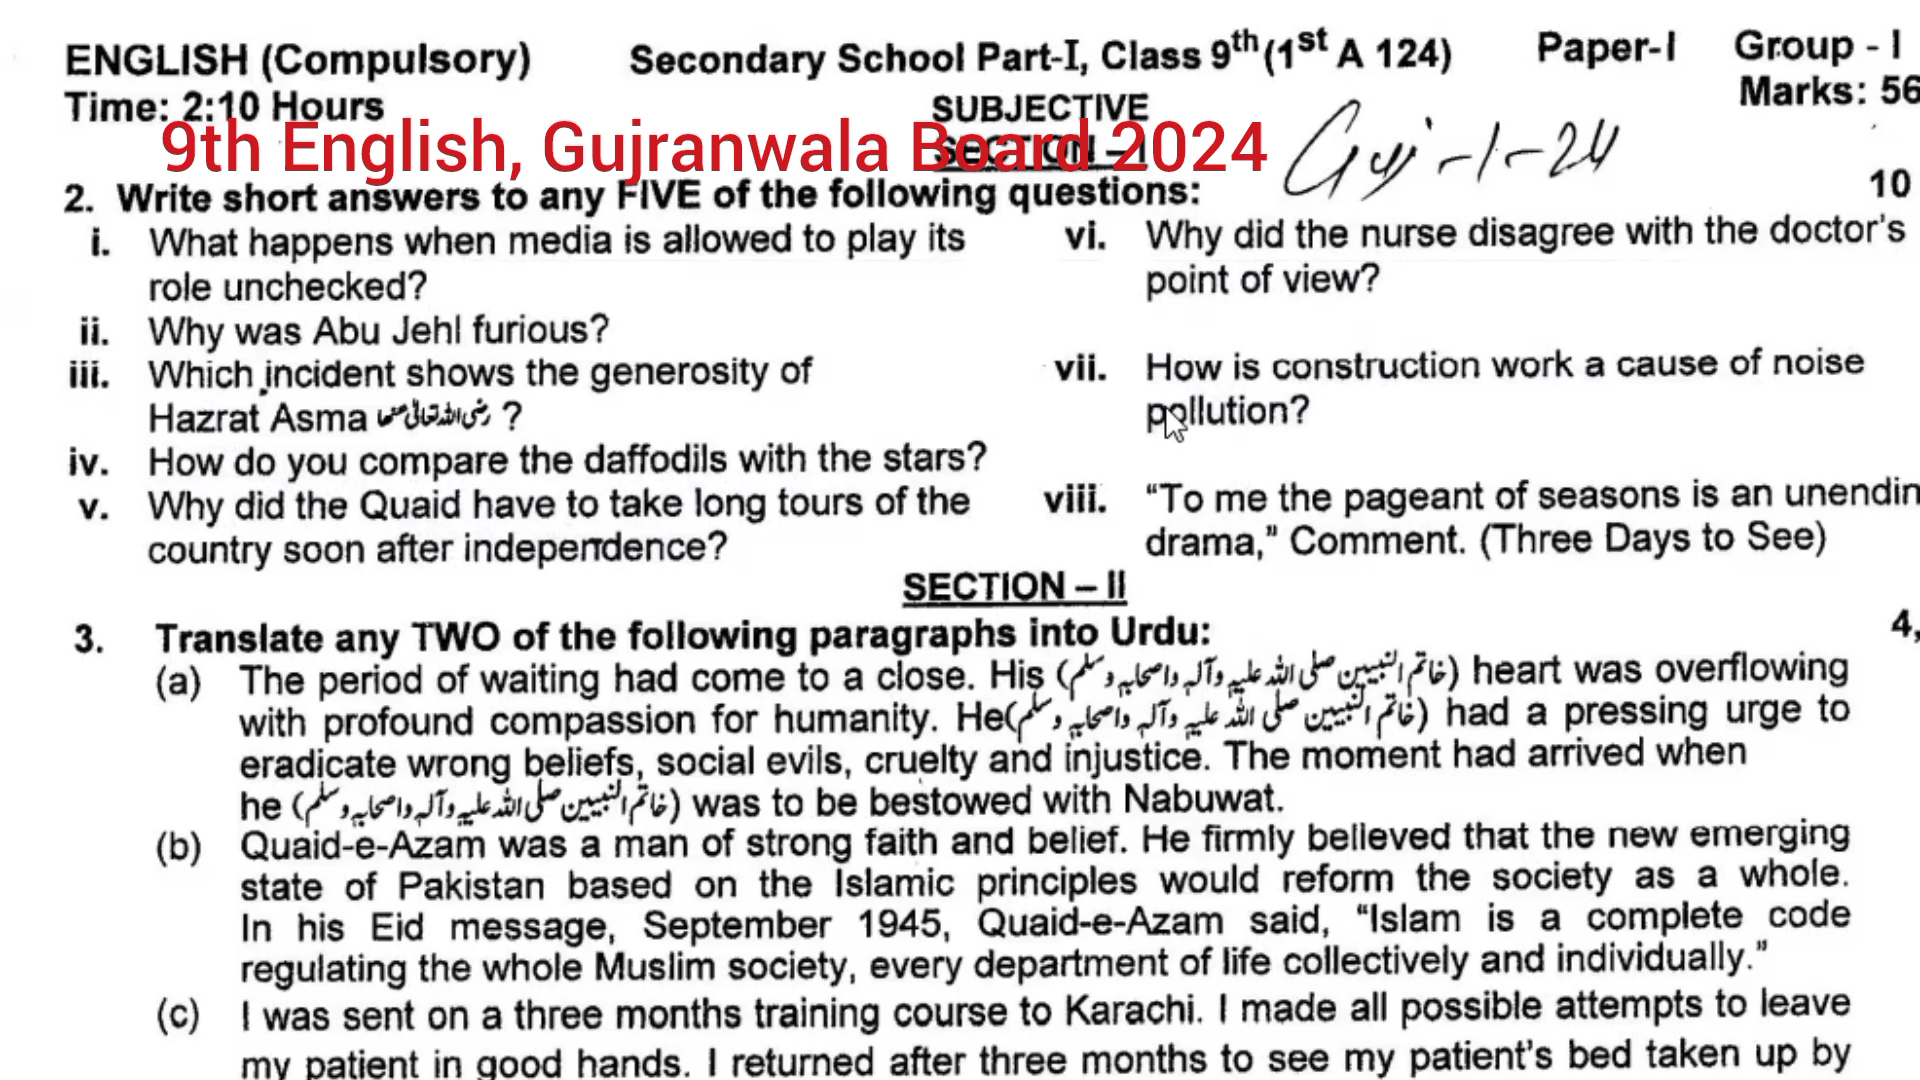 ENGLISH (Compulsory) Secondary School Part-I, Class 9th (1st A 124) Paper-I Group - I
Time: 2:10 Hours SUBJECTIVE Marks: 56
9th English, Gujranwala Board 2024
SECTION – I
Guj-1-24
2. Write short answers to any FIVE of the following questions: 10
i. What happens when media is allowed to play its
role unchecked?
ii. Why was Abu Jehl furious?
iii. Which incident shows the generosity of
Hazrat Asma رضی اللہ تعالیٰ عنہا ?
iv. How do you compare the daffodils with the stars?
v. Why did the Quaid have to take long tours of the
country soon after independence?
vi. Why did the nurse disagree with the doctor's
point of view?
vii. How is construction work a cause of noise
pollution?
viii. “To me the pageant of seasons is an unendin
drama,” Comment. (Three Days to See)
SECTION – II
3. Translate any TWO of the following paragraphs into Urdu: 4,
(a) The period of waiting had come to a close. His (خاتم النبیین صلی اللہ علیہ وآلہ واصحابہ وسلم) heart was overflowing
with profound compassion for humanity. He(خاتم النبیین صلی اللہ علیہ وآلہ واصحابہ وسلم) had a pressing urge to
eradicate wrong beliefs, social evils, cruelty and injustice. The moment had arrived when
he (خاتم النبیین صلی اللہ علیہ وآلہ واصحابہ وسلم) was to be bestowed with Nabuwat.
(b) Quaid-e-Azam was a man of strong faith and belief. He firmly believed that the new emerging
state of Pakistan based on the Islamic principles would reform the society as a whole.
In his Eid message, September 1945, Quaid-e-Azam said, “Islam is a complete code
regulating the whole Muslim society, every department of life collectively and individually.”
(c) I was sent on a three months training course to Karachi. I made all possible attempts to leave
my patient in good hands. I returned after three months to see my patient's bed taken up by